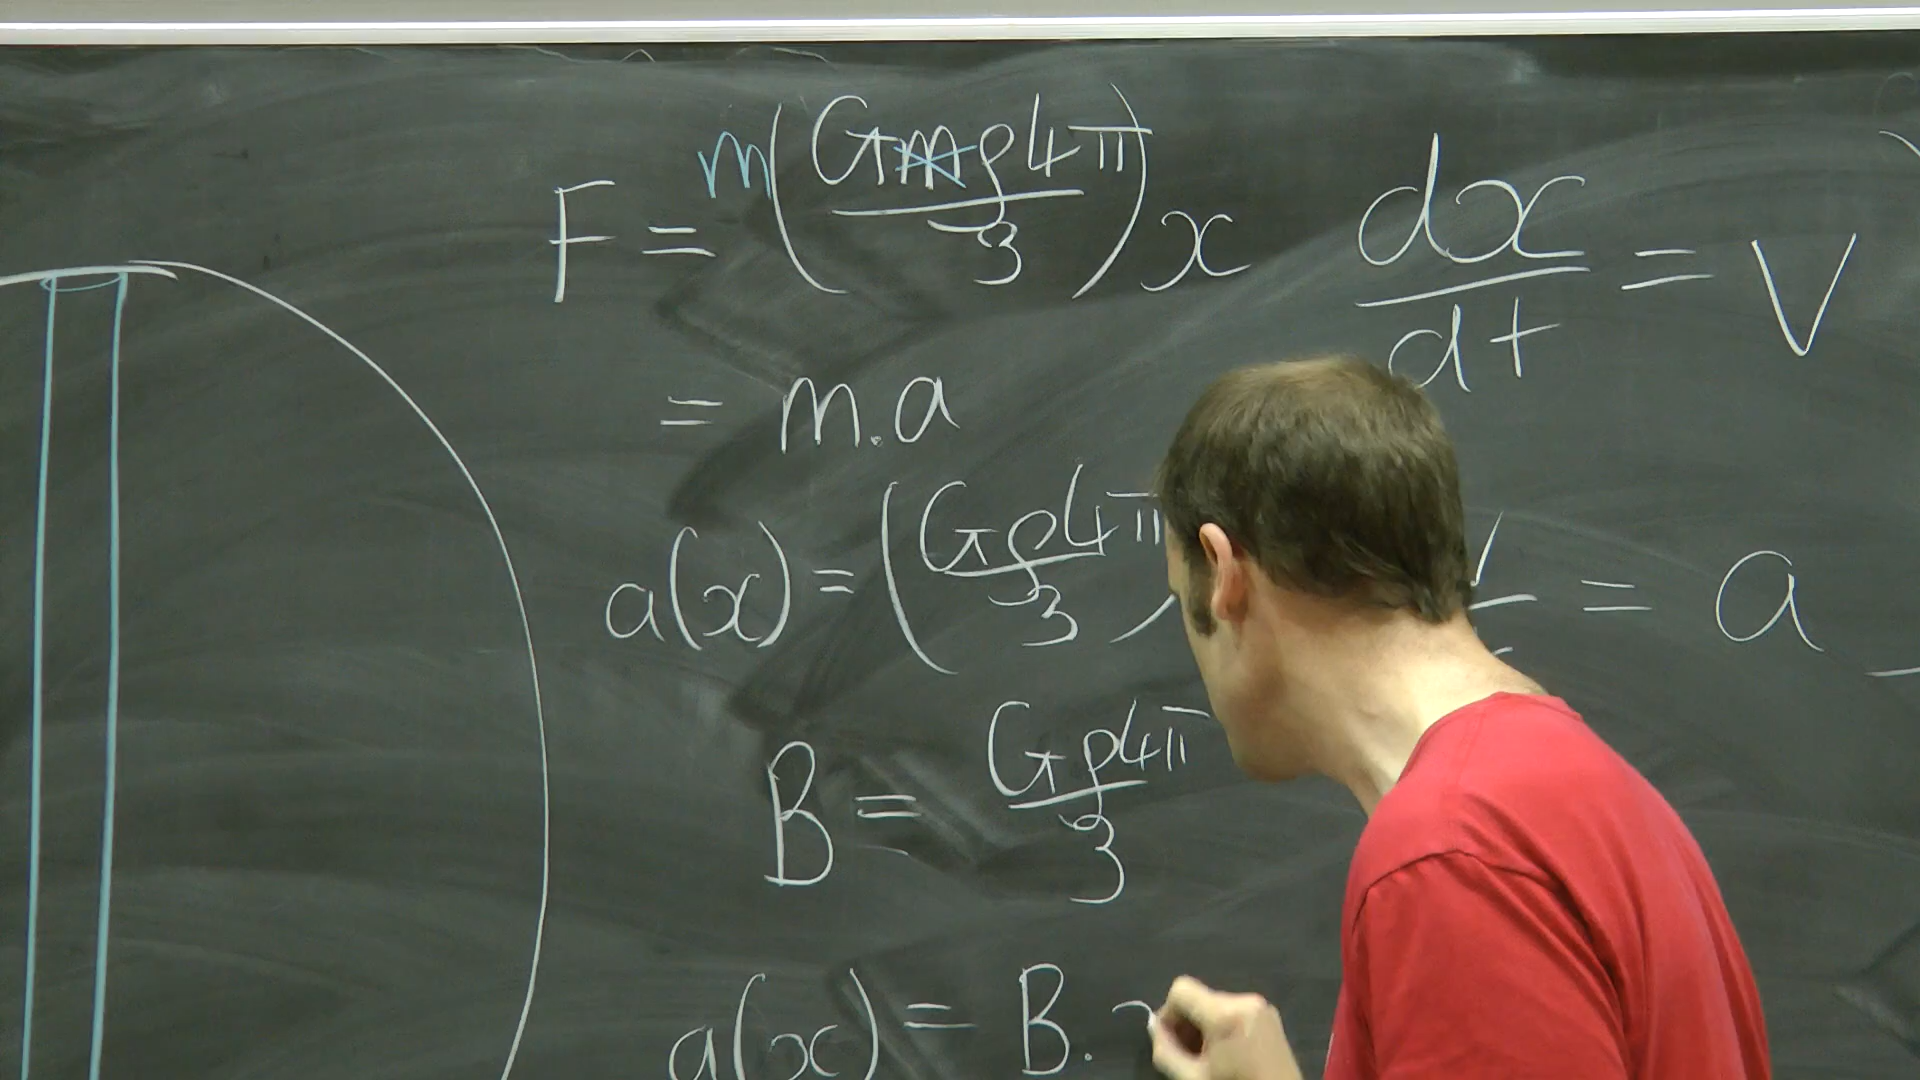 F = m(Gmρ4π/3)x
= m.a
a(x) = (Gρ4π/3)
B = Gρ4π/3
a(x) = B.
dx/dt = V
= a